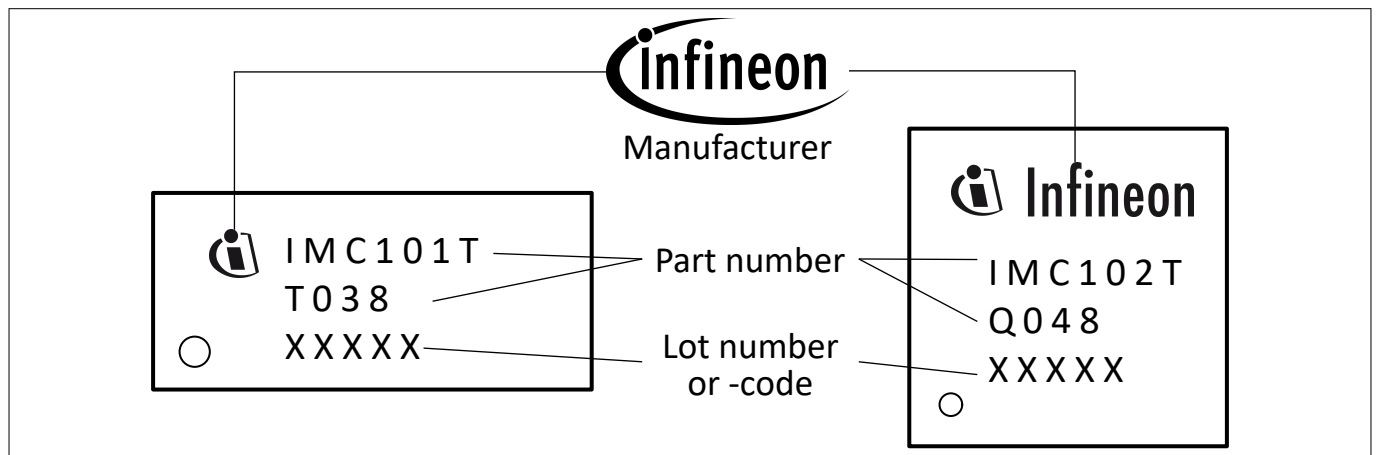 infineon
Manufacturer
IMC101T
T038
XXXXX
Part number
Lot number
or -code
Infineon
IMC102T
Q048
XXXXX